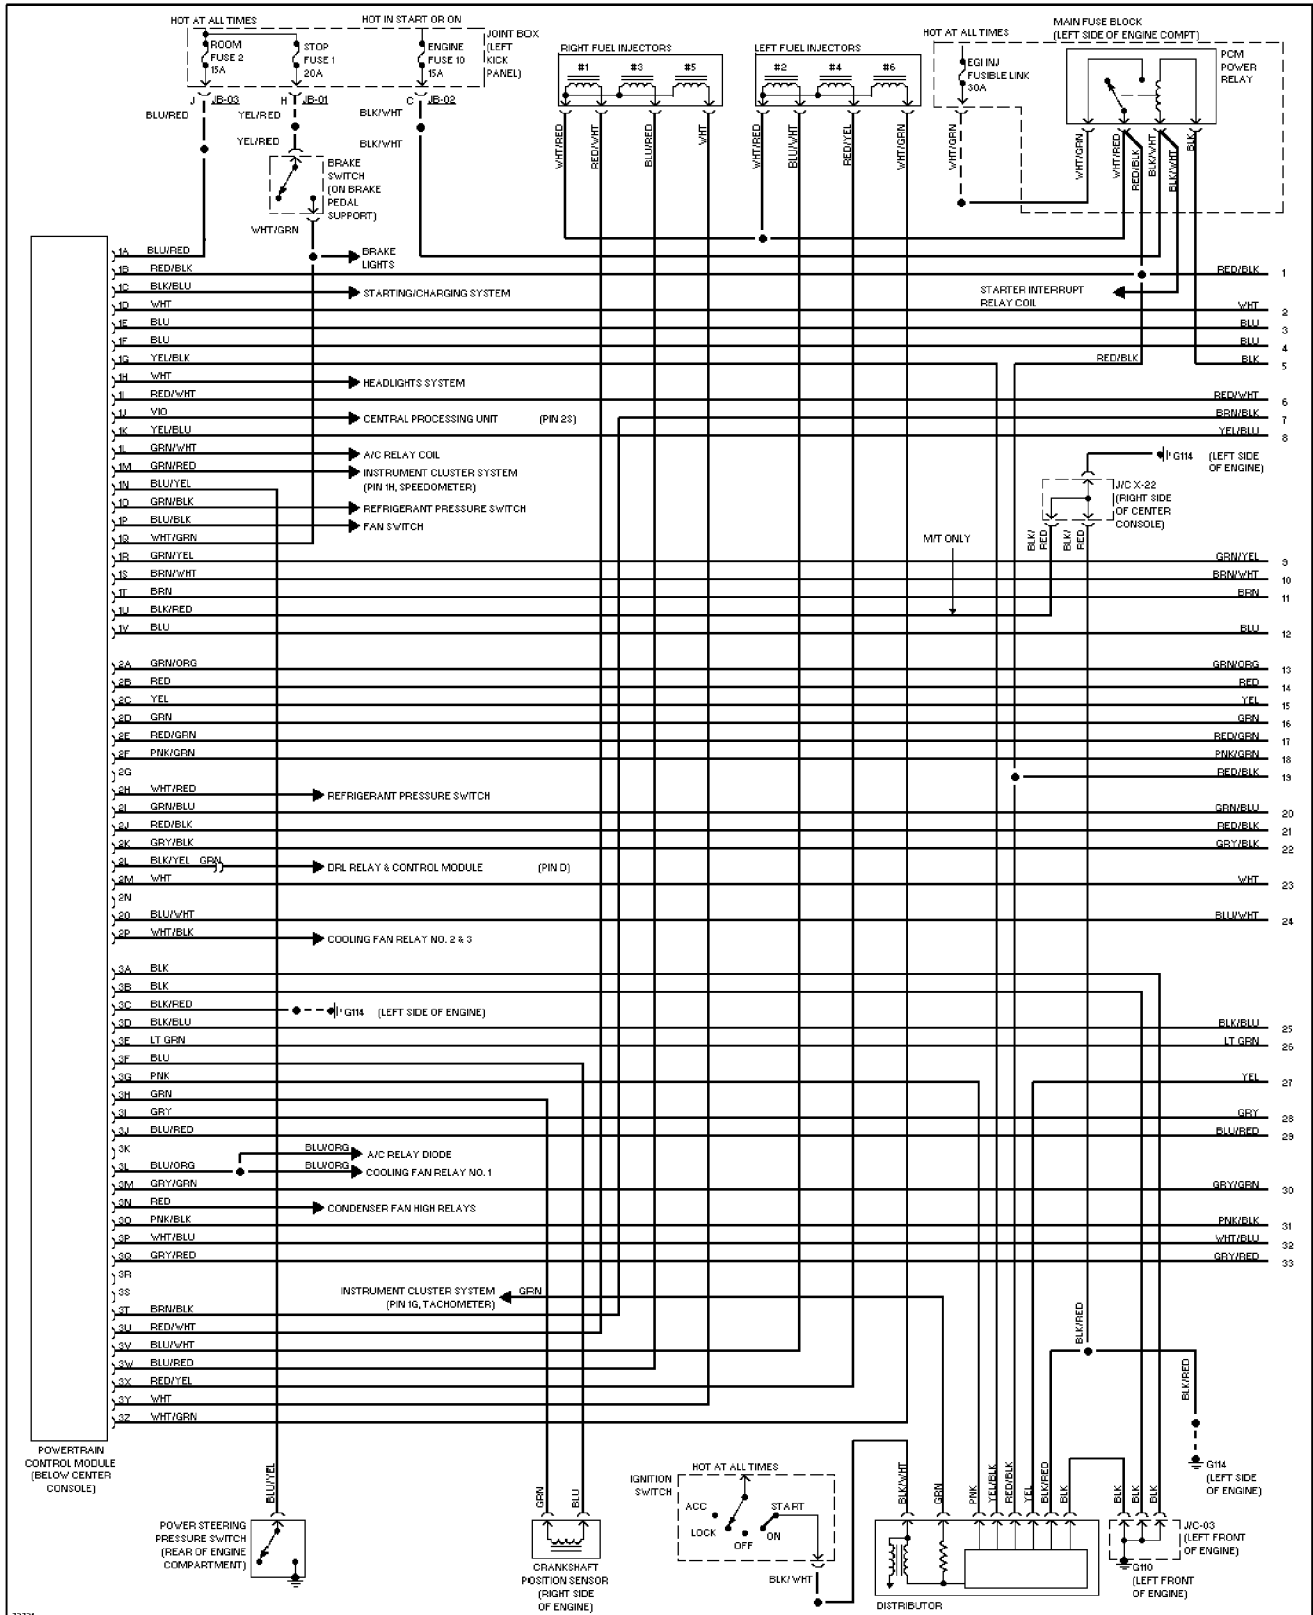 HOT AT ALL TIMES
HOT IN START OR ON
ROOM
FUSE 2
15A
STOP
FUSE 1
20A
ENGINE
FUSE 10
15A
JOINT BOX
(LEFT
KICK
PANEL)
J JB-03
H JB-01
C JB-02
BLU/RED
YEL/RED
BLK/WHT
YEL/RED
BLK/WHT
BRAKE
SWITCH
(ON BRAKE
PEDAL
SUPPORT)
WHT/GRN
RIGHT FUEL INJECTORS
#1 #3 #5
WHT/RED
RED/WHT
BLU/RED
WHT
LEFT FUEL INJECTORS
#2 #4 #6
WHT/RED
BLU/WHT
RED/YEL
WHT/GRN
HOT AT ALL TIMES
EGI INJ
FUSIBLE LINK
30A
WHT/GRN
MAIN FUSE BLOCK
(LEFT SIDE OF ENGINE COMPT)
PCM
POWER
RELAY
WHT/GRN
WHT/RED
RED/BLK
BLK/WHT
BLK/WHT
BLK
1A BLU/RED
BRAKE
LIGHTS
1B RED/BLK RED/BLK 1
1C BLK/BLU STARTING/CHARGING SYSTEM
STARTER INTERRUPT
RELAY COIL
1D WHT WHT 2
1E BLU BLU 3
1F BLU BLU 4
1G YEL/BLK RED/BLK BLK 5
1H WHT HEADLIGHTS SYSTEM
1I RED/WHT RED/WHT 6
1J VIO CENTRAL PROCESSING UNIT (PIN 2S) BRN/BLK 7
1K YEL/BLU YEL/BLU 8
1L GRN/WHT A/C RELAY COIL
1M GRN/RED INSTRUMENT CLUSTER SYSTEM
(PIN 1H, SPEEDOMETER)
1N BLU/YEL
1O GRN/BLK REFRIGERANT PRESSURE SWITCH
1P BLU/BLK FAN SWITCH
1Q WHT/GRN
G114 (LEFT SIDE
OF ENGINE)
J/C X-22
(RIGHT SIDE
OF CENTER
CONSOLE)
BLK/
RED
BLK/
RED
M/T ONLY
1R GRN/YEL GRN/YEL 9
1S BRN/WHT BRN/WHT 10
1T BRN BRN 11
1U BLK/RED
1V BLU BLU 12
2A GRN/ORG GRN/ORG 13
2B RED RED 14
2C YEL YEL 15
2D GRN GRN 16
2E RED/GRN RED/GRN 17
2F PNK/GRN PNK/GRN 18
2G RED/BLK 19
2H WHT/RED REFRIGERANT PRESSURE SWITCH
2I GRN/BLU GRN/BLU 20
2J RED/BLK RED/BLK 21
2K GRY/BLK GRY/BLK 22
2L BLK/YEL GRN DRL RELAY & CONTROL MODULE (PIN D)
2M WHT WHT 23
2N
2O BLU/WHT BLU/WHT 24
2P WHT/BLK COOLING FAN RELAY NO. 2 & 3
3A BLK
3B BLK
3C BLK/RED G114 (LEFT SIDE OF ENGINE)
3D BLK/BLU BLK/BLU 25
3E LT GRN LT GRN 26
3F BLU
3G PNK YEL 27
3H GRN
3I GRY GRY 28
3J BLU/RED BLU/RED 29
3K BLU/ORG A/C RELAY DIODE
3L BLU/ORG BLU/ORG COOLING FAN RELAY NO. 1
3M GRY/GRN GRY/GRN 30
3N RED CONDENSER FAN HIGH RELAYS
3O PNK/BLK PNK/BLK 31
3P WHT/BLU WHT/BLU 32
3Q GRY/RED GRY/RED 33
3R
3S
INSTRUMENT CLUSTER SYSTEM GRN
(PIN 1G, TACHOMETER)
3T BRN/BLK
3U RED/WHT
3V BLU/WHT
3W BLU/RED
3X RED/YEL
3Y WHT
3Z WHT/GRN
BLK/RED
BLK/RED
G114
(LEFT SIDE
OF ENGINE)
POWERTRAIN
CONTROL MODULE
(BELOW CENTER
CONSOLE)
BLU/YEL
POWER STEERING
PRESSURE SWITCH
(REAR OF ENGINE
COMPARTMENT)
GRN
BLU
CRANKSHAFT
POSITION SENSOR
(RIGHT SIDE
OF ENGINE)
HOT AT ALL TIMES
IGNITION
SWITCH
ACC
LOCK
OFF
ON
START
BLK/WHT
BLK/WHT
GRN
PNK
YEL/BLK
RED/BLK
YEL
BLK/RED
BLK
DISTRIBUTOR
BLK
BLK
BLK
J/C-03
(LEFT FRONT
OF ENGINE)
G110
(LEFT FRONT
OF ENGINE)